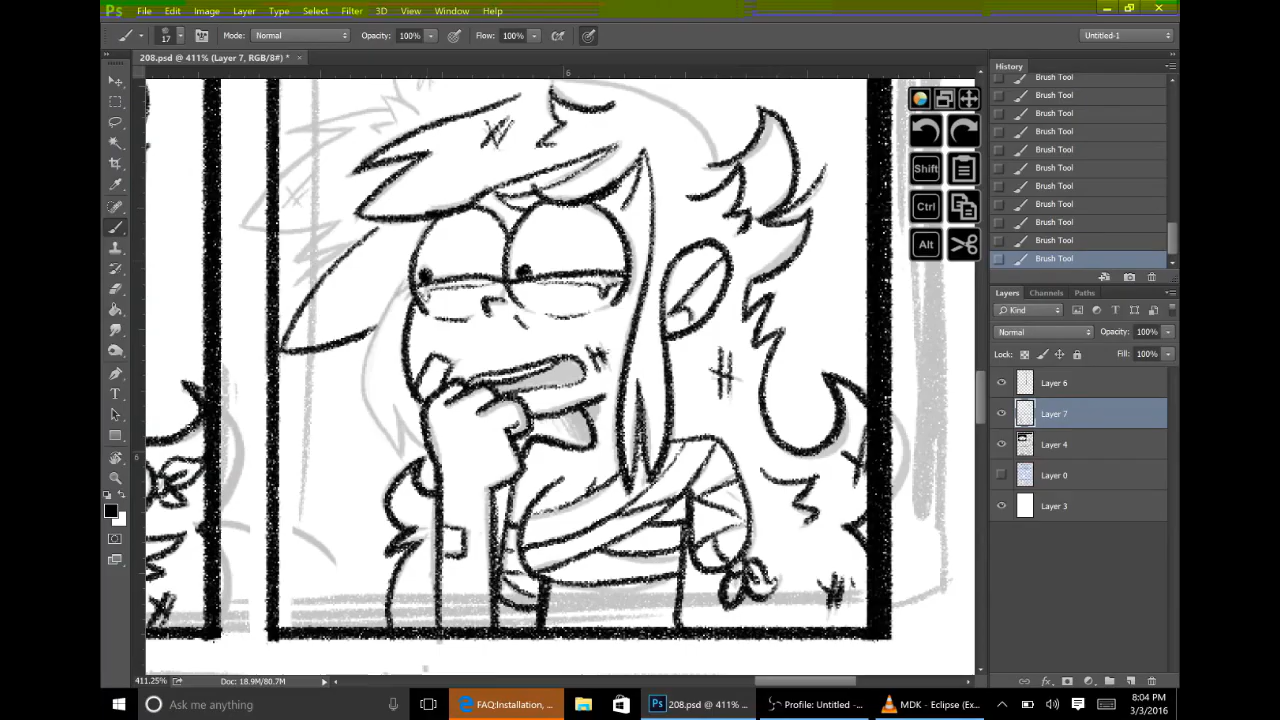 Ps File Edit Image Layer Type Select Filter 3D View Window Help
17 Mode: Normal Opacity: 100% Flow: 100% Untitled-1
208.psd @ 411% (Layer 7, RGB/8#) * ×
6
6
History
Brush Tool
Brush Tool
Brush Tool
Brush Tool
Brush Tool
Brush Tool
Brush Tool
Brush Tool
Brush Tool
Brush Tool
Brush Tool
Shift
Ctrl
Alt
Layers Channels Paths
Kind
Normal Opacity: 100%
Lock: Fill: 100%
Layer 6
Layer 7
Layer 4
Layer 0
Layer 3
411.25% Doc: 18.9M/80.7M
Ask me anything FAQ:Installation, ... 208.psd @ 411% ... Profile: Untitled -... MDK - Eclipse (Ex... 8:04 PM
3/3/2016